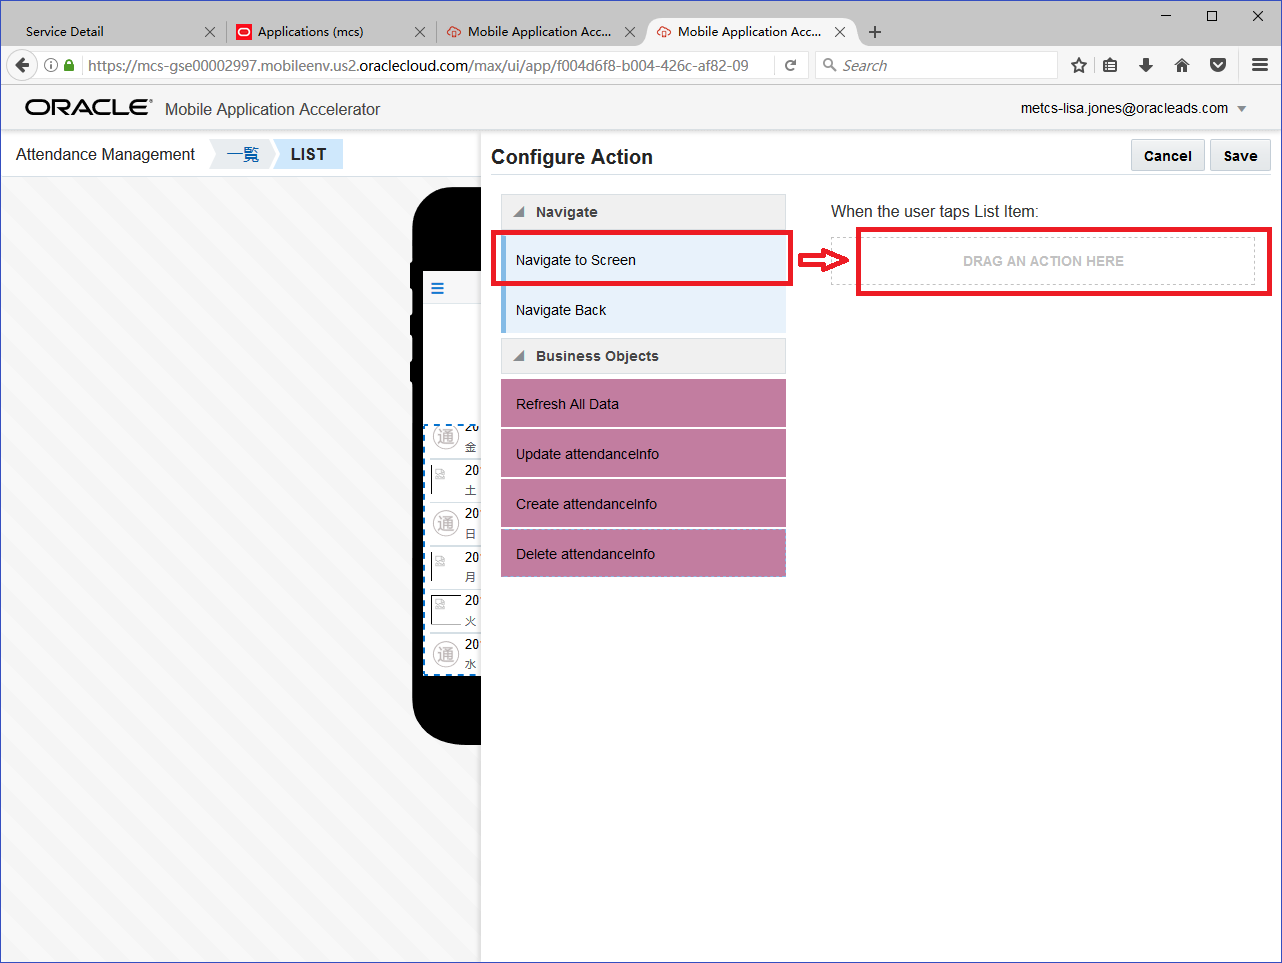 Service Detail
Applications (mcs)
Mobile Application Acc...
Mobile Application Acc...
https://mcs-gse00002997.mobileenv.us2.oraclecloud.com/max/ui/app/f004d6f8-b004-426c-af82-09
Search
ORACLE Mobile Application Accelerator
metcs-lisa.jones@oracleads.com
Attendance Management
一覧
LIST
Configure Action
Cancel
Save
Navigate
When the user taps List Item:
Navigate to Screen
DRAG AN ACTION HERE
Navigate Back
Business Objects
Refresh All Data
Update attendanceInfo
Create attendanceInfo
Delete attendanceInfo
通
20
金
20
土
通
20
日
20
月
20
火
通
20
水